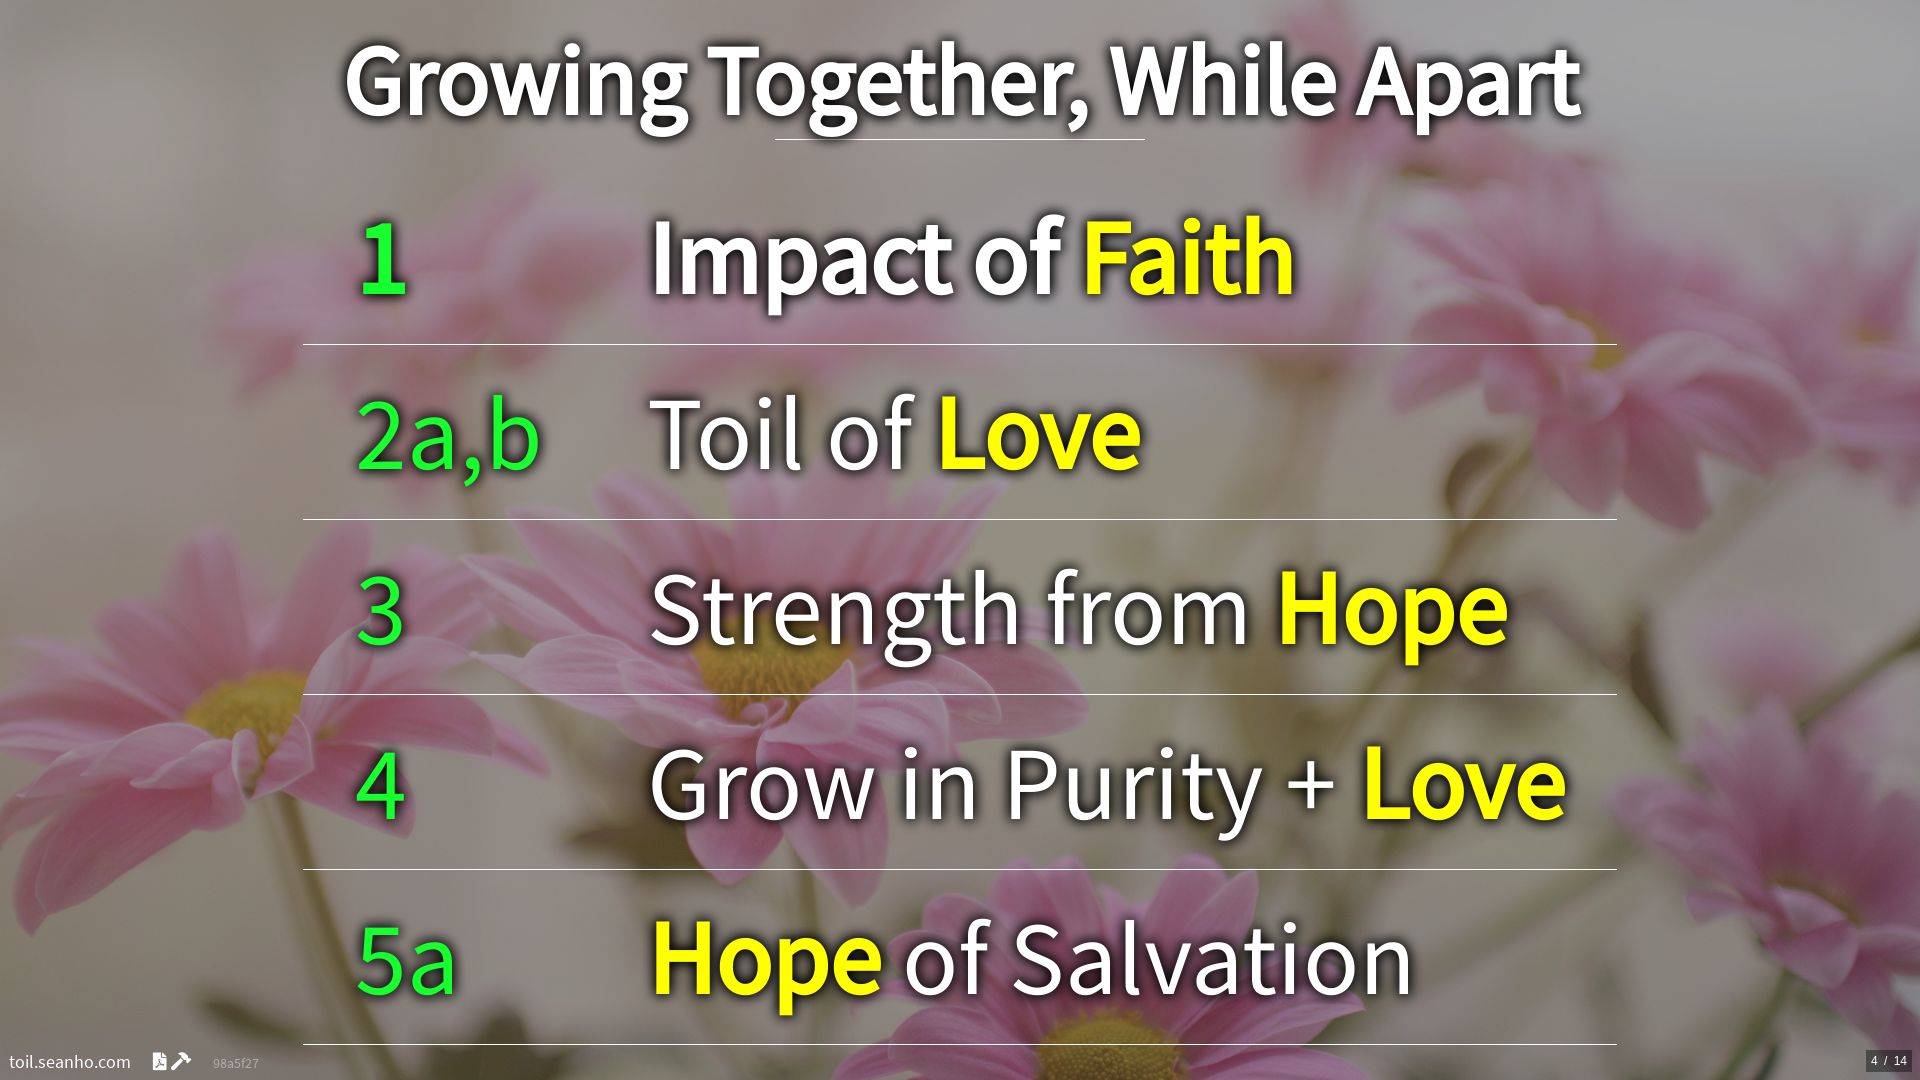 Growing Together, While Apart
1 Impact of Faith
2a,b Toil of Love
3 Strength from Hope
4 Grow in Purity + Love
5a Hope of Salvation
toil.seanho.com 98a5f27
4 / 14